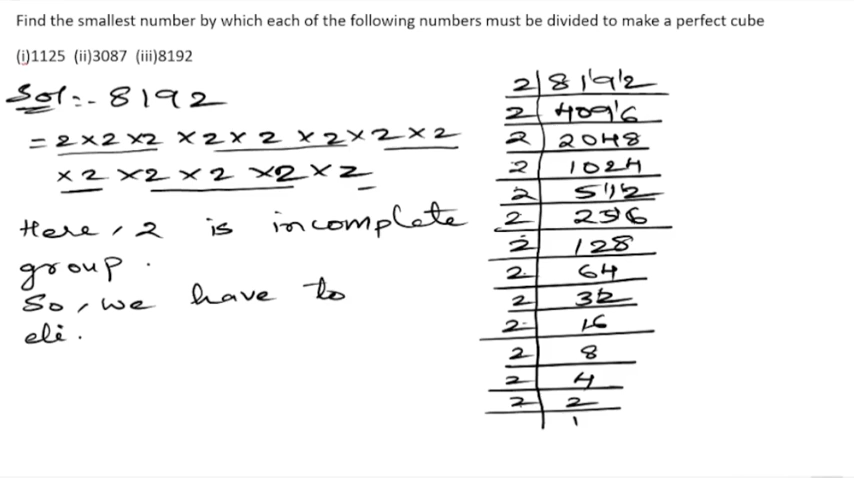 Find the smallest number by which each of the following numbers must be divided to make a perfect cube
(i)1125 (ii)3087 (iii)8192
Sol:- 8192
= 2×2×2 ×2×2 ×2×2×2
×2 ×2×2 ×2×2
Here, 2 is incomplete
group.
So, we have to
eli.
2|8192
2|4096
2|2048
2|1024
2|512
2|256
2|128
2|64
2|32
2|16
2|8
2|4
2|2
1